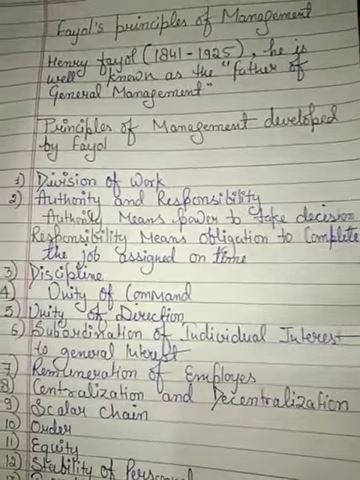 Fayol's principles of Management
Henry fayol (1841-1925), he is
well known as the "father of
General Management"
Principles of Management developed
by Fayol
1) Division of Work
2) Authority and Responsibility
Authority Means power to take decision
Responsibility Means obligation to Complete
the job assigned on time
3) Discipline
4) Unity of Command
5) Unity of Direction
6) Subordination of Individual Interest
to general Interest
7) Remuneration of Employes
8) Centralization and Decentralization
9) Scalar chain
10) Order
11) Equity
12) Stability of Personnel